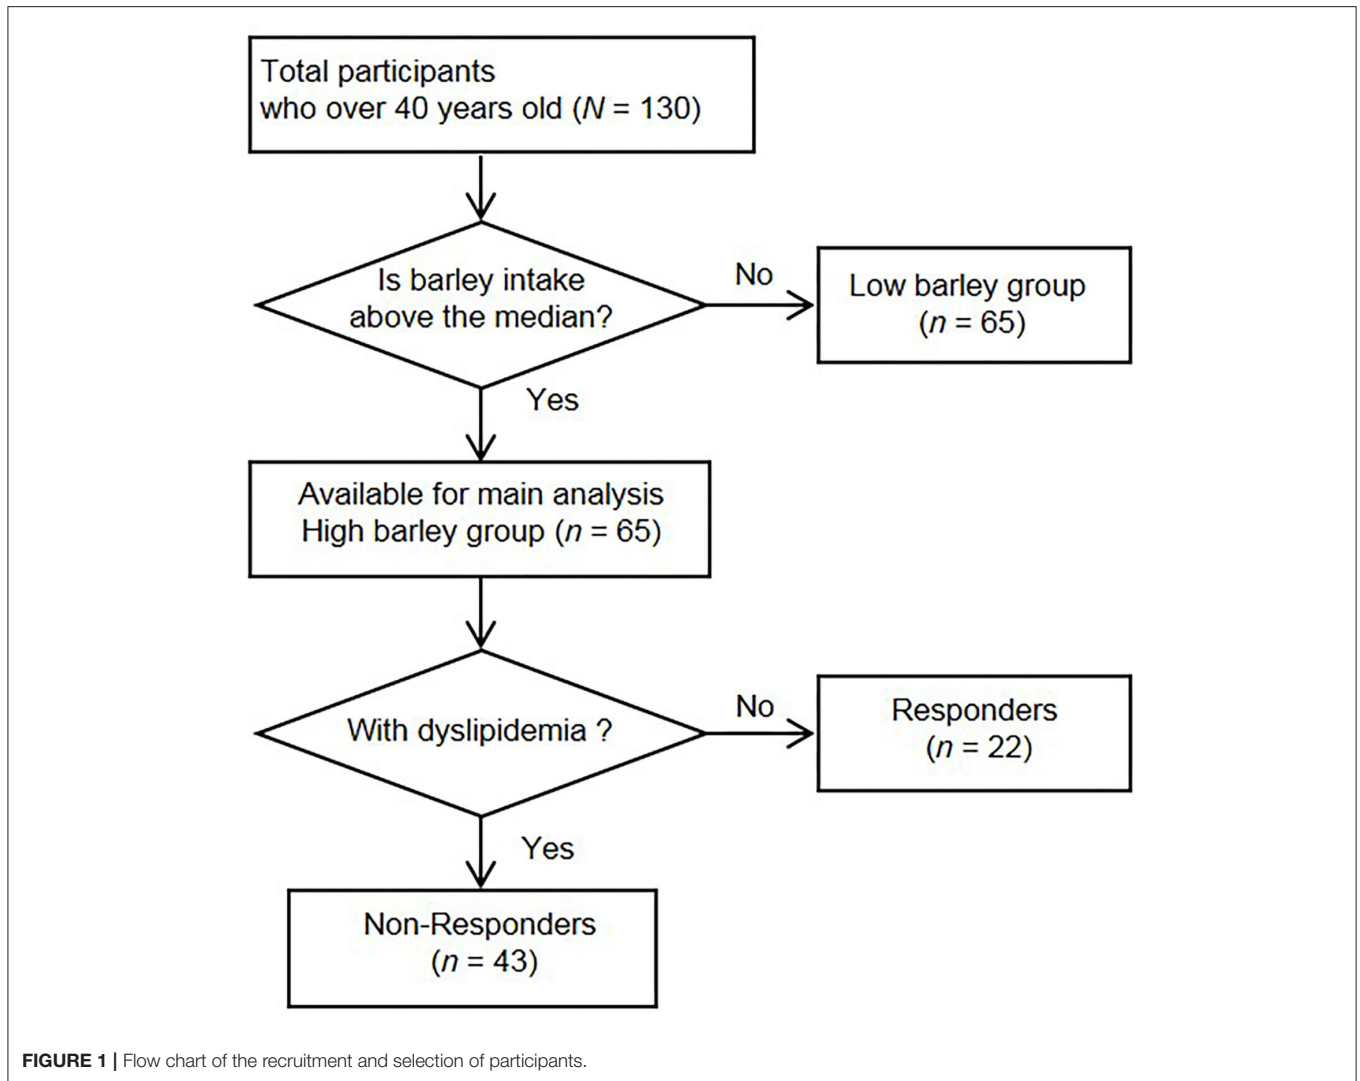 Total participants
who over 40 years old (N = 130)
Is barley intake
above the median?
No
Low barley group
(n = 65)
Yes
Available for main analysis
High barley group (n = 65)
With dyslipidemia ?
No
Responders
(n = 22)
Yes
Non-Responders
(n = 43)
FIGURE 1 | Flow chart of the recruitment and selection of participants.